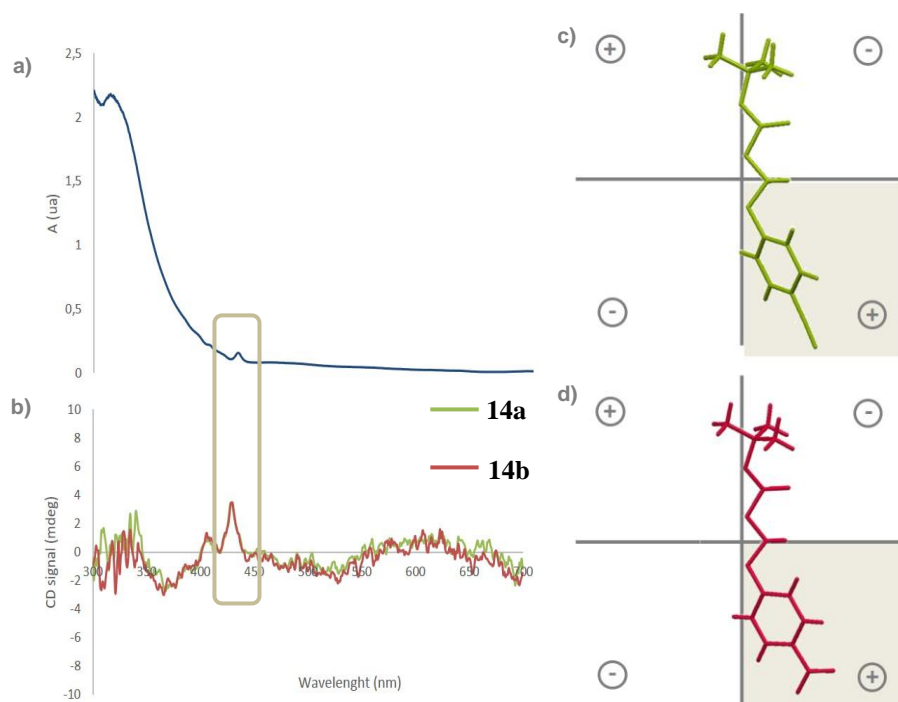 a)
2,5
2
1,5
1
0,5
0
A (ua)
b)
10
8
6
4
2
0
-2
-4
-6
-8
-10
CD signal (mdeg)
300 350 400 450 500 550 600 650 700
Wavelenght (nm)
14a
14b
c)
+ -
- +
d)
+ -
- +